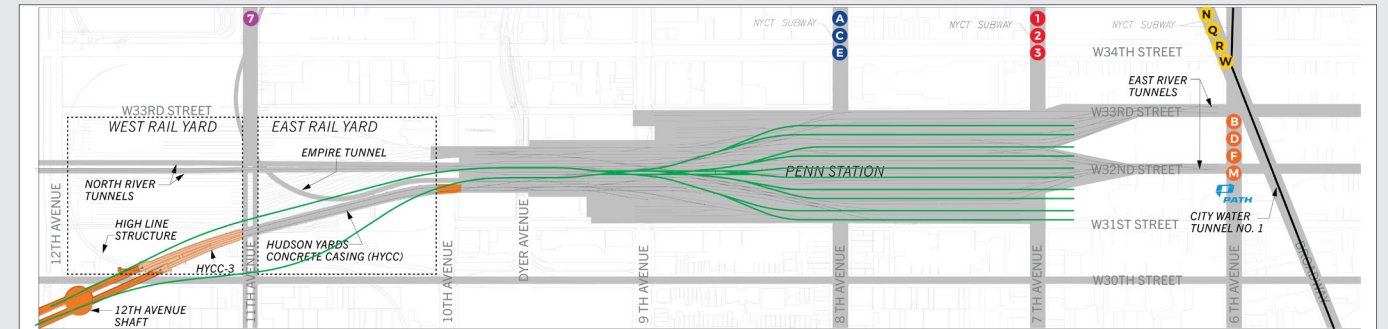 7
A
C
E
NYCT SUBWAY
1
2
3
NYCT SUBWAY
NYCT SUBWAY
N
Q
R
W
W34TH STREET
EAST RIVER
TUNNELS
W33RD STREET
W33RD STREET
WEST RAIL YARD
EAST RAIL YARD
B
D
F
M
EMPIRE TUNNEL
PENN STATION
W32ND STREET
NORTH RIVER
TUNNELS
PATH
12TH AVENUE
HIGH LINE
STRUCTURE
HYCC-3
HUDSON YARDS
CONCRETE CASING (HYCC)
DYER AVENUE
W31ST STREET
CITY WATER
TUNNEL NO. 1
11TH AVENUE
10TH AVENUE
9TH AVENUE
8TH AVENUE
7TH AVENUE
6TH AVENUE
BROADWAY
W30TH STREET
12TH AVENUE
SHAFT